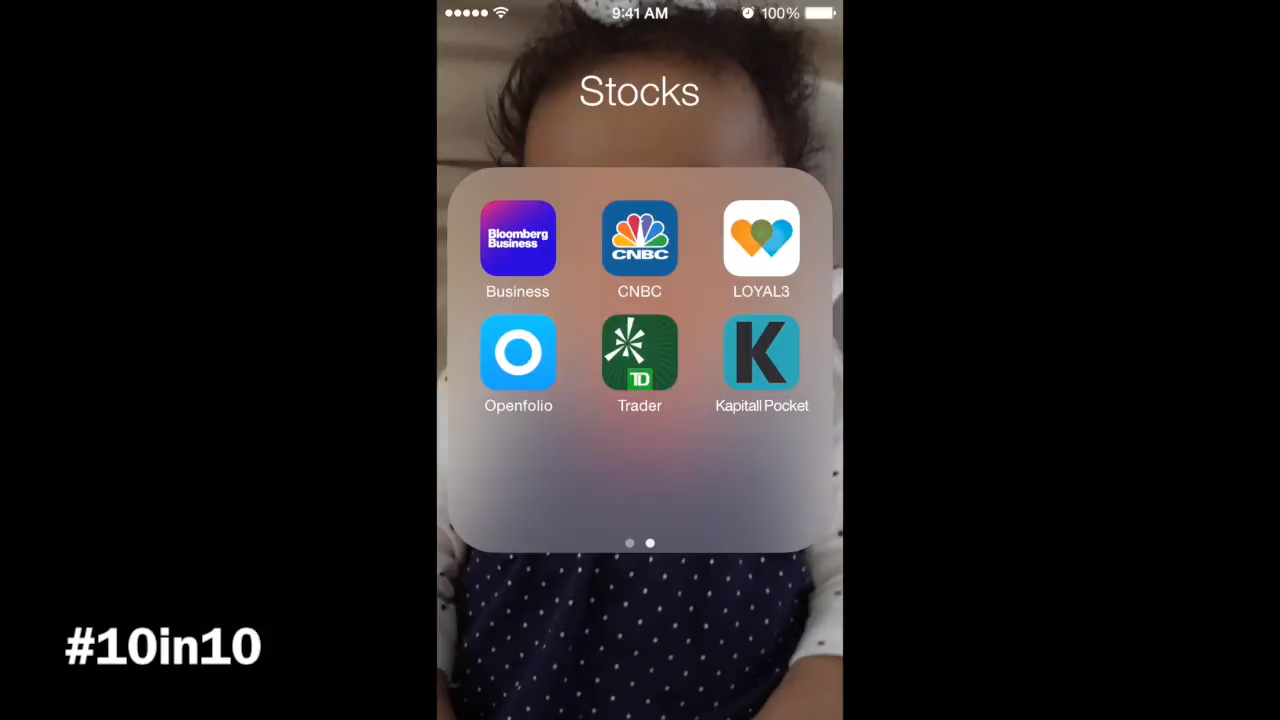 9:41 AM
100%
Stocks
Bloomberg
Business
CNBC
Business
CNBC
LOYAL3
TD
K
Openfolio
Trader
Kapitall Pocket
#10in10